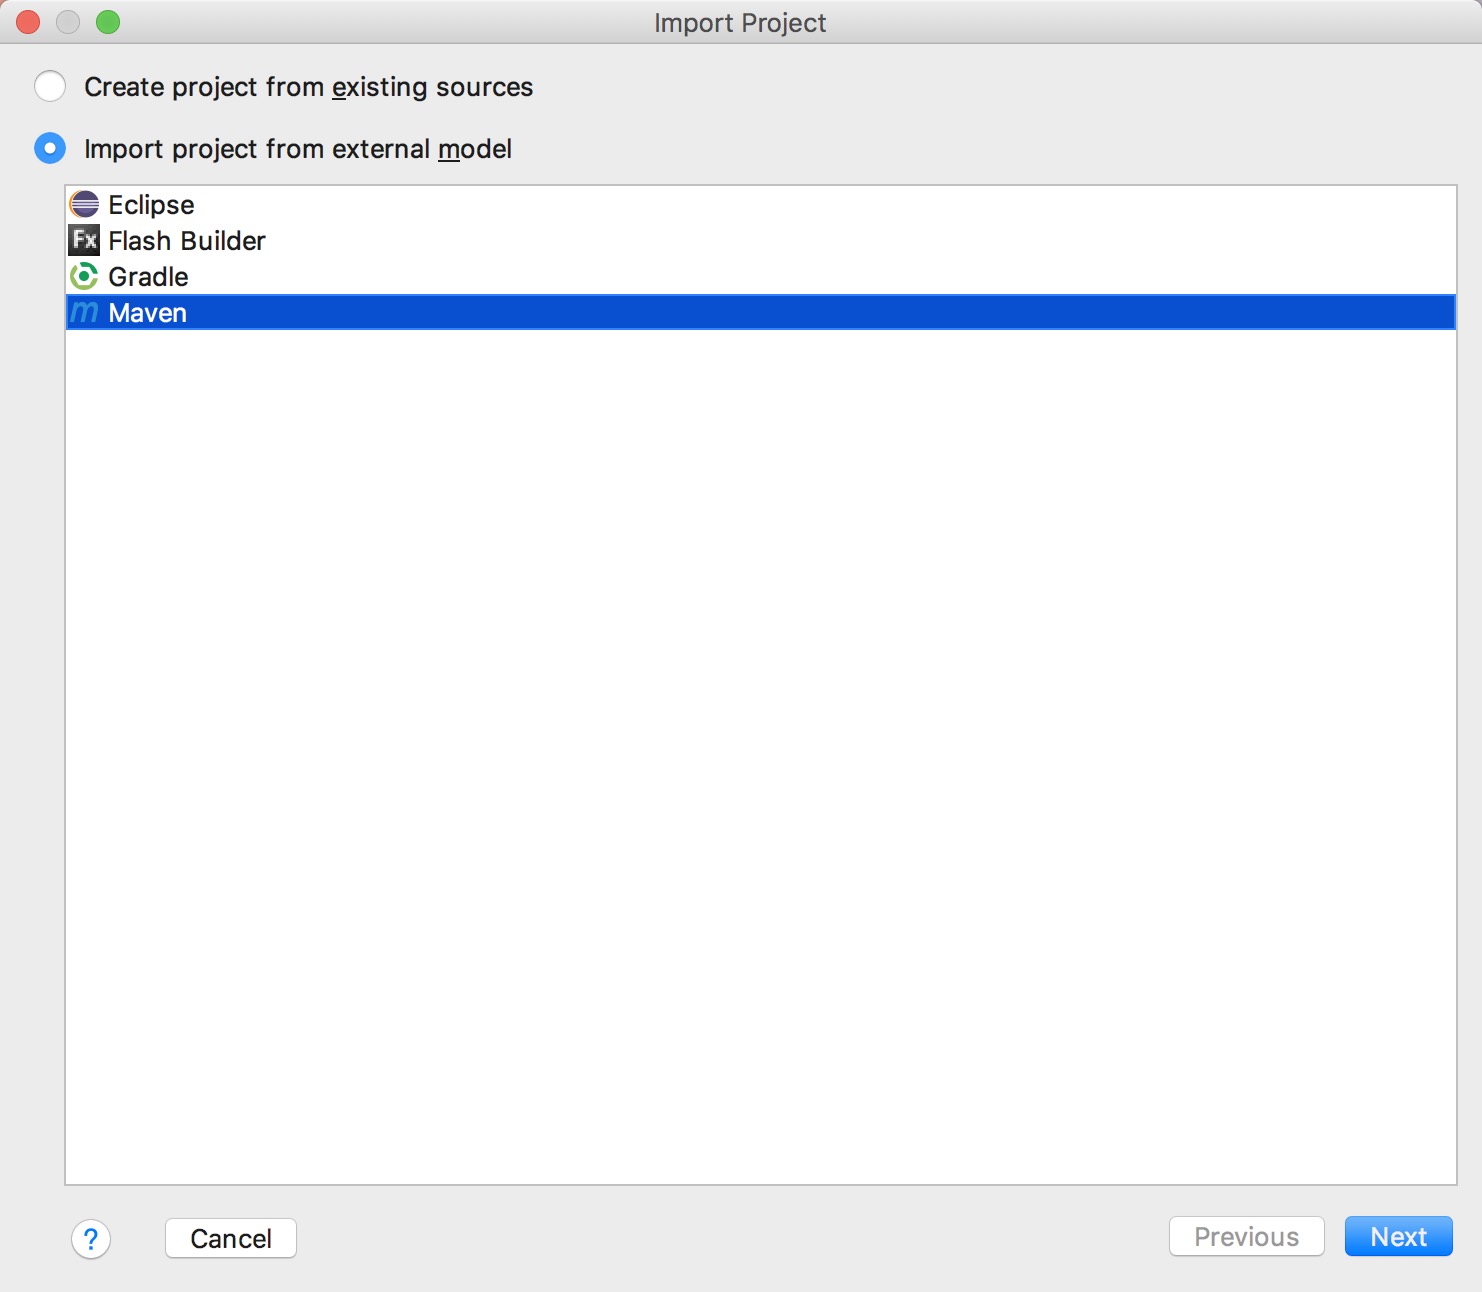 Import Project
Create project from existing sources
Import project from external model
Eclipse
Fx Flash Builder
Gradle
m Maven
? Cancel Previous Next